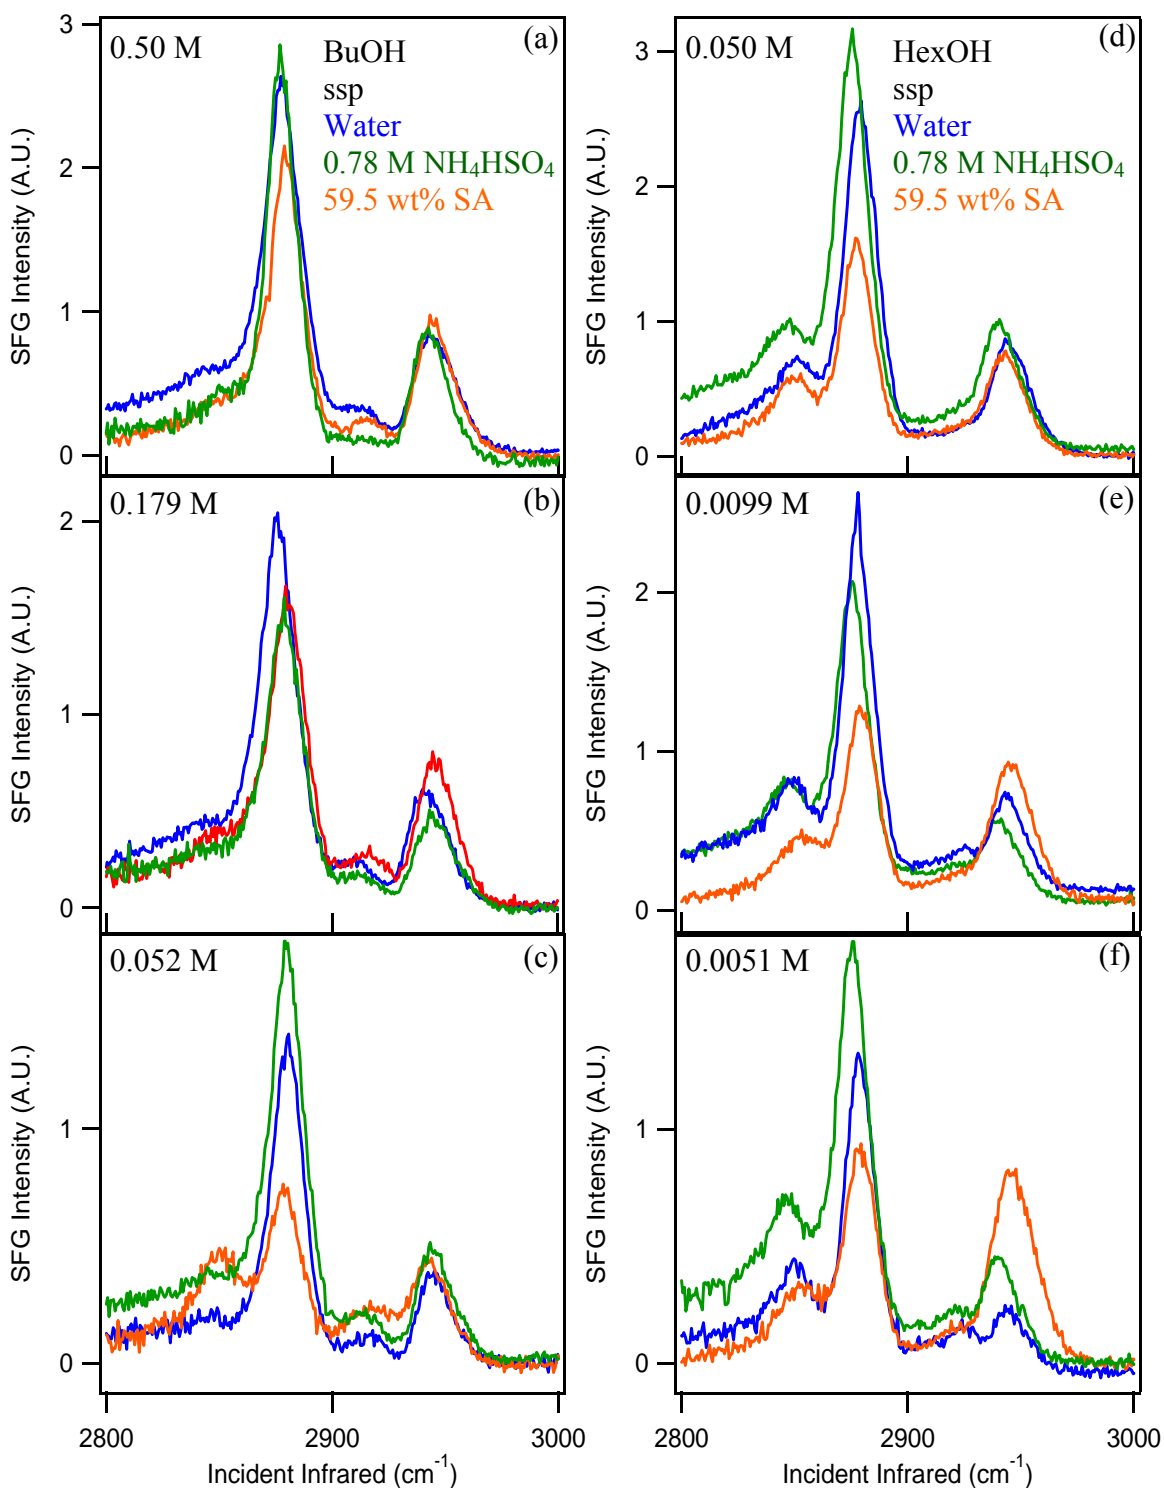 3
2
1
0
SFG Intensity (A.U.)
0.50 M
(a)
BuOH
ssp
Water
0.78 M NH₄HSO₄
59.5 wt% SA
3
2
1
0
SFG Intensity (A.U.)
0.050 M
(d)
HexOH
ssp
Water
0.78 M NH₄HSO₄
59.5 wt% SA
2
1
0
SFG Intensity (A.U.)
0.179 M
(b)
2
1
0
SFG Intensity (A.U.)
0.0099 M
(e)
1
0
SFG Intensity (A.U.)
0.052 M
(c)
2800
2900
3000
Incident Infrared (cm⁻¹)
1
0
SFG Intensity (A.U.)
0.0051 M
(f)
2800
2900
3000
Incident Infrared (cm⁻¹)